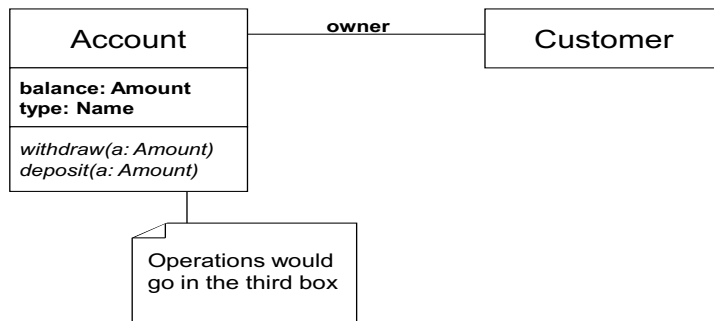 Account
owner
Customer
balance: Amount
type: Name
withdraw(a: Amount)
deposit(a: Amount)
Operations would
go in the third box